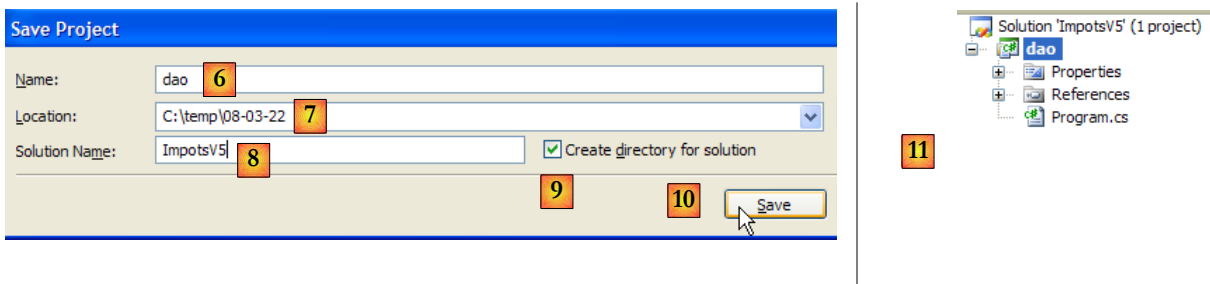 Save Project
Name: dao 6
Location: C:\temp\08-03-22 7
Solution Name: ImpotsV5 8 Create directory for solution
9 10 Save
Solution 'ImpotsV5' (1 project)
dao
Properties
References
Program.cs
11